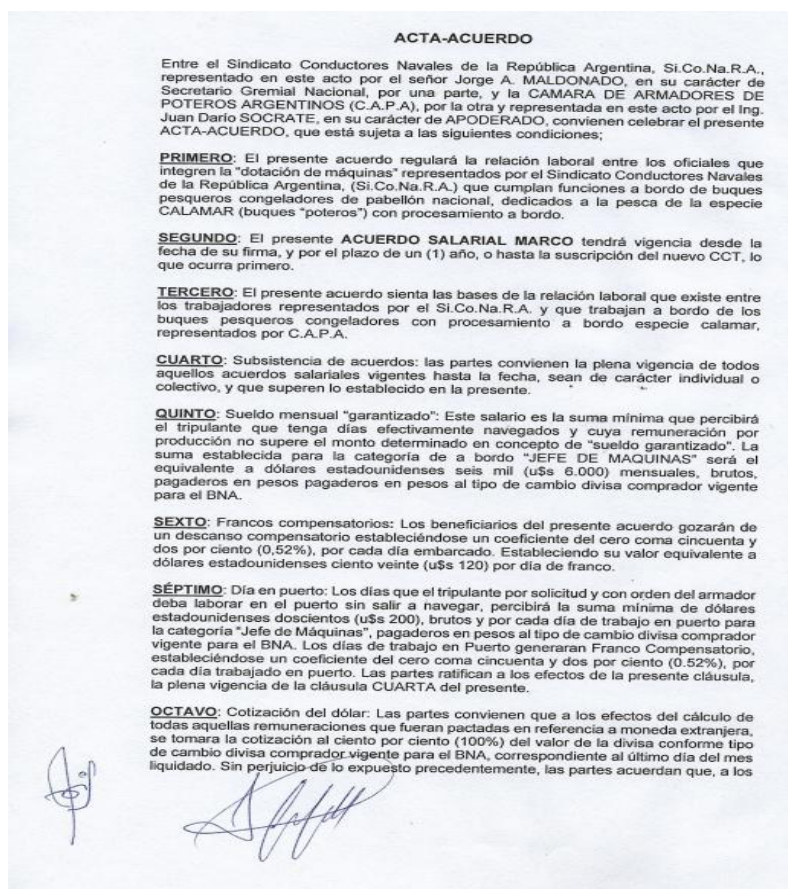 ACTA-ACUERDO
Entre el Sindicato Conductores Navales de la República Argentina, Si.Co.Na.R.A.,
representado en este acto por el señor Jorge A. MALDONADO, en su carácter de
Secretario Gremial Nacional, por una parte, y la CAMARA DE ARMADORES DE
POTEROS ARGENTINOS (C.A.P.A), por la otra y representada en este acto por el Ing.
Juan Darío SOCRATE, en su carácter de APODERADO, convienen celebrar el presente
ACTA-ACUERDO, que está sujeta a las siguientes condiciones;
PRIMERO: El presente acuerdo regulará la relación laboral entre los oficiales que
integren la "dotación de máquinas" representados por el Sindicato Conductores Navales
de la República Argentina, (Si.Co.Na.R.A.) que cumplan funciones a bordo de buques
pesqueros congeladores de pabellón nacional, dedicados a la pesca de la especie
CALAMAR (buques "poteros") con procesamiento a bordo.
SEGUNDO: El presente ACUERDO SALARIAL MARCO tendrá vigencia desde la
fecha de su firma, y por el plazo de un (1) año, o hasta la suscripción del nuevo CCT, lo
que ocurra primero.
TERCERO: El presente acuerdo sienta las bases de la relación laboral que existe entre
los trabajadores representados por el Si.Co.Na.R.A. y que trabajan a bordo de los
buques pesqueros congeladores con procesamiento a bordo especie calamar,
representados por C.A.P.A.
CUARTO: Subsistencia de acuerdos: las partes convienen la plena vigencia de todos
aquellos acuerdos salariales vigentes hasta la fecha, sean de carácter individual o
colectivo, y que superen lo establecido en la presente.
QUINTO: Sueldo mensual "garantizado": Este salario es la suma mínima que percibirá
el tripulante que tenga días efectivamente navegados y cuya remuneración por
producción no supere el monto determinado en concepto de "sueldo garantizado". La
suma establecida para la categoría de a bordo "JEFE DE MAQUINAS" será el
equivalente a dólares estadounidenses seis mil (u$s 6.000) mensuales, brutos,
pagaderos en pesos pagaderos en pesos al tipo de cambio divisa comprador vigente
para el BNA.
SEXTO: Francos compensatorios: Los beneficiarios del presente acuerdo gozarán de
un descanso compensatorio estableciéndose un coeficiente del cero coma cincuenta y
dos por ciento (0,52%), por cada día embarcado. Estableciendo su valor equivalente a
dólares estadounidenses ciento veinte (u$s 120) por día de franco.
SÉPTIMO: Día en puerto: Los días que el tripulante por solicitud y con orden del armador
deba laborar en el puerto sin salir a navegar, percibirá la suma mínima de dólares
estadounidenses doscientos (u$s 200), brutos y por cada día de trabajo en puerto para
la categoría "Jefe de Máquinas", pagaderos en pesos al tipo de cambio divisa comprador
vigente para el BNA. Los días de trabajo en Puerto generaran Franco Compensatorio,
estableciéndose un coeficiente del cero coma cincuenta y dos por ciento (0.52%), por
cada día trabajado en puerto. Las partes ratifican a los efectos de la presente cláusula,
la plena vigencia de la cláusula CUARTA del presente.
OCTAVO: Cotización del dólar: Las partes convienen que a los efectos del cálculo de
todas aquellas remuneraciones que fueran pactadas en referencia a moneda extranjera,
se tomara la cotización al ciento por ciento (100%) del valor de la divisa conforme tipo
de cambio divisa comprador vigente para el BNA, correspondiente al último día del mes
liquidado. Sin perjuicio de lo expuesto precedentemente, las partes acuerdan que, a los